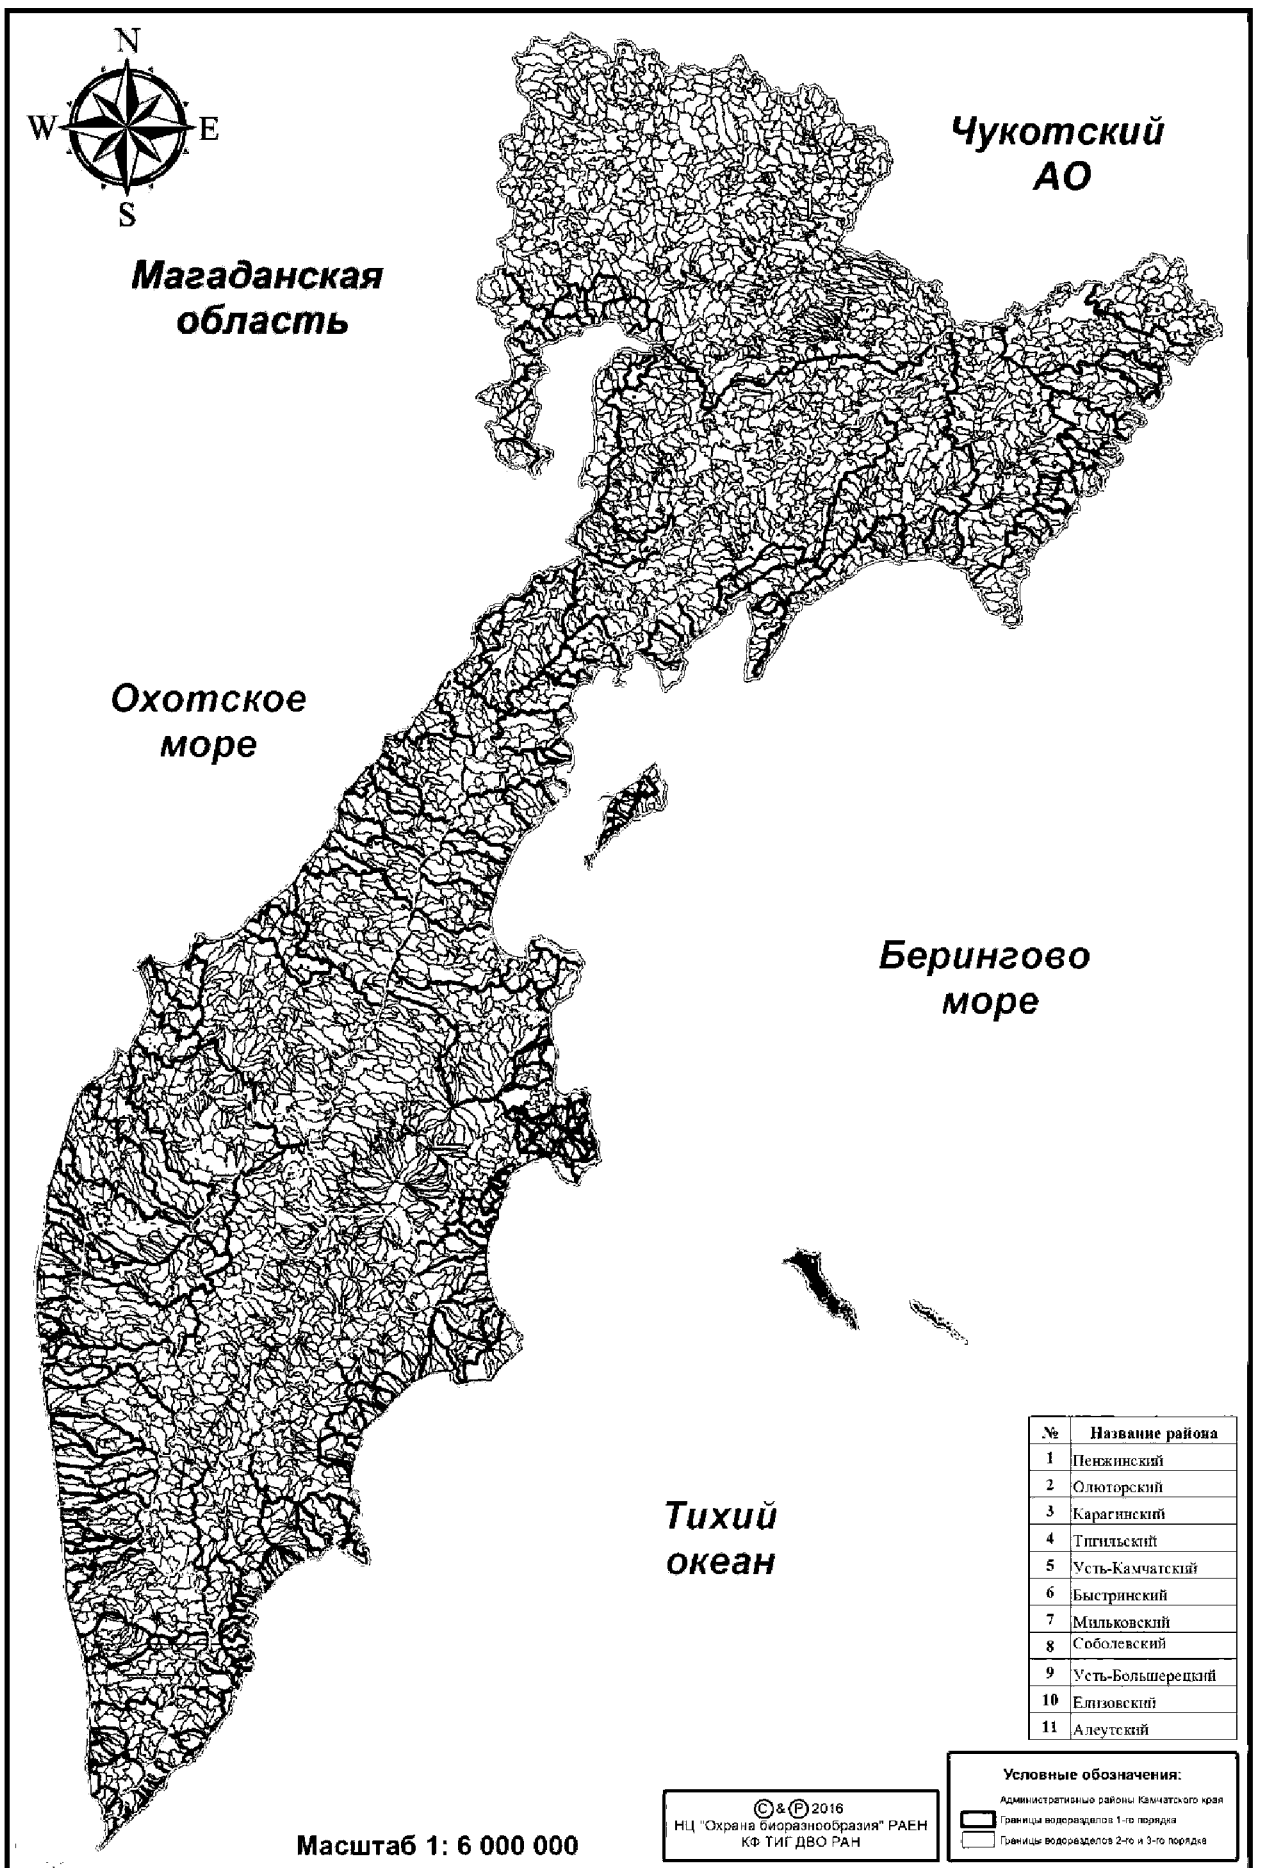 N
W E
S
Чукотский
АО
Магаданская
область
Охотское
море
Берингово
море
Тихий
океан
№ Название района
1 Пенжинский
2 Олюторский
3 Карагинский
4 Тигильский
5 Усть-Камчатский
6 Быстринский
7 Мильковский
8 Соболевский
9 Усть-Большерецкий
10 Елизовский
11 Алеутский
Условные обозначения:
Административные районы Камчатского края
Границы водоразделов 1-го порядка
Границы водоразделов 2-го и 3-го порядка
Ⓒ & Ⓟ 2016
НЦ "Охрана биоразнообразия" РАЕН
КФ ТИГ ДВО РАН
Масштаб 1: 6 000 000